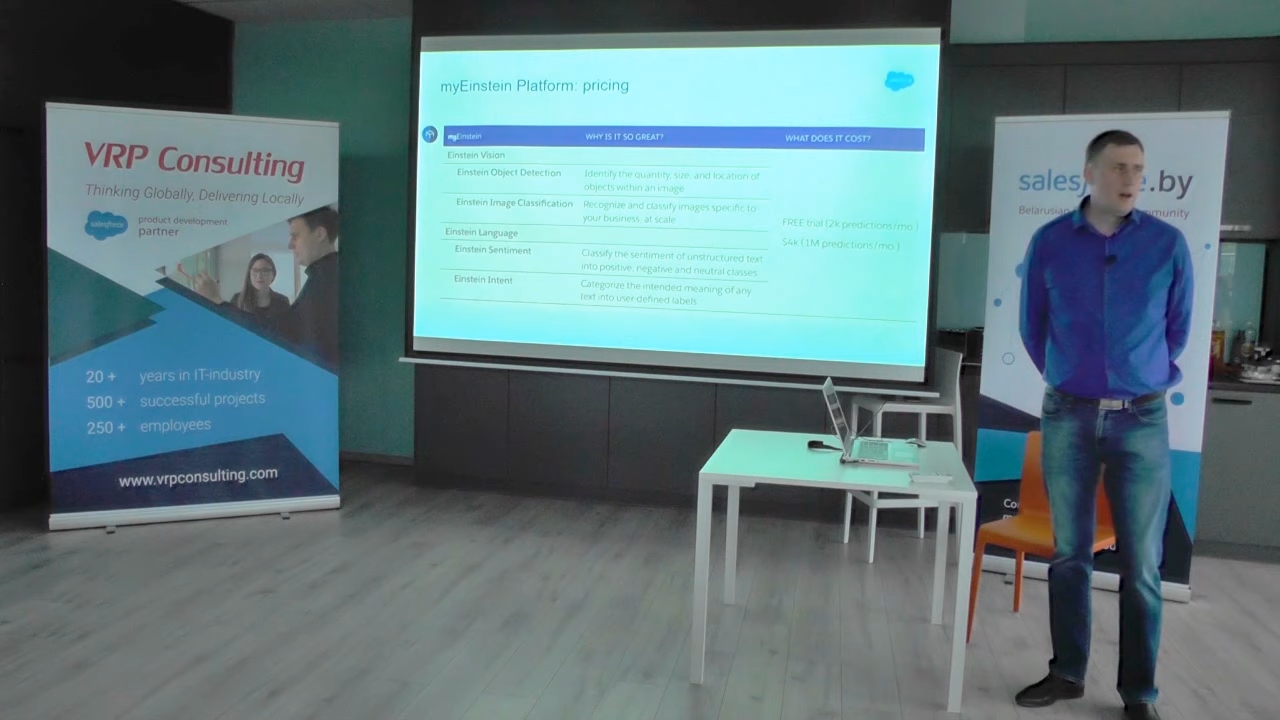 VRP Consulting
Thinking Globally, Delivering Locally
salesforce
product development
partner
20 + years in IT-industry
500 + successful projects
250 + employees
www.vrpconsulting.com
myEinstein Platform: pricing
myEinstein WHY IS IT SO GREAT? WHAT DOES IT COST?
Einstein Vision
Einstein Object Detection Identify the quantity, size, and location of
objects within an image
Einstein Image Classification Recognize and classify images specific to
your business, at scale
FREE trial (2k predictions/mo.)
$4k (1M predictions/mo.)
Einstein Language
Einstein Sentiment Classify the sentiment of unstructured text
into positive, negative and neutral classes
Einstein Intent Categorize the intended meaning of any
text into user-defined labels
sales e.by
Belarusian munity
Co